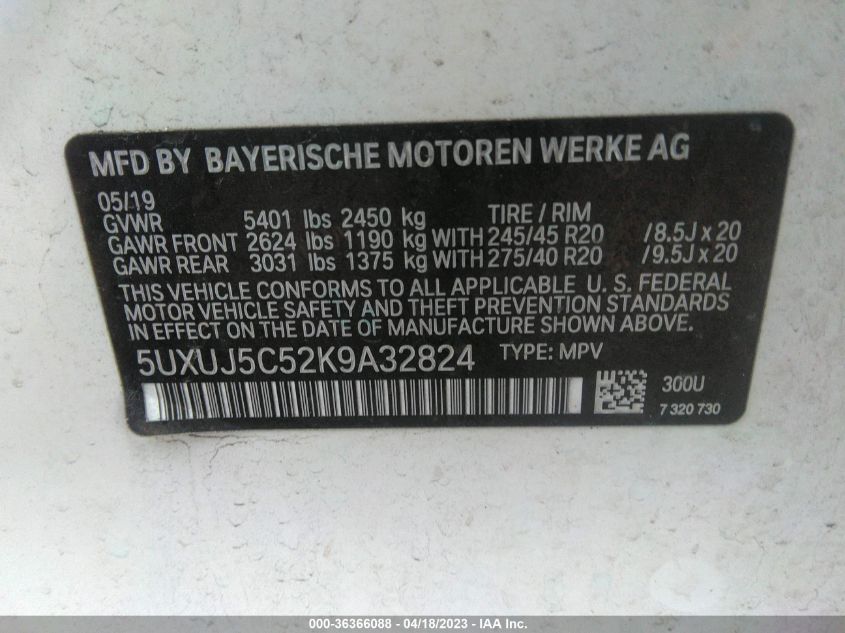 MFD BY BAYERISCHE MOTOREN WERKE AG
05/19
GVWR 5401 lbs 2450 kg TIRE / RIM
GAWR FRONT 2624 lbs 1190 kg WITH 245/45 R20 /8.5J x 20
GAWR REAR 3031 lbs 1375 kg WITH 275/40 R20 /9.5J x 20
THIS VEHICLE CONFORMS TO ALL APPLICABLE U. S. FEDERAL
MOTOR VEHICLE SAFETY AND THEFT PREVENTION STANDARDS
IN EFFECT ON THE DATE OF MANUFACTURE SHOWN ABOVE.
5UXUJ5C52K9A32824 TYPE: MPV
300U
7 320 730
000-36366088 - 04/18/2023 - IAA Inc.